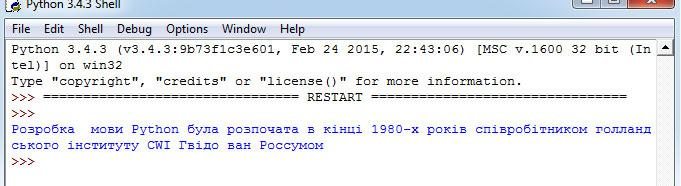 Python 3.4.3 Shell
File Edit Shell Debug Options Window Help
Python 3.4.3 (v3.4.3:9b73f1c3e601, Feb 24 2015, 22:43:06) [MSC v.1600 32 bit (In
tel)] on win32
Type "copyright", "credits" or "license()" for more information.
>>> ================================ RESTART ================================
>>>
Розробка  мови Python була розпочата в кінці 1980-х років співробітником голланд
ського інституту CWI Гвідо ван Россумом
>>>